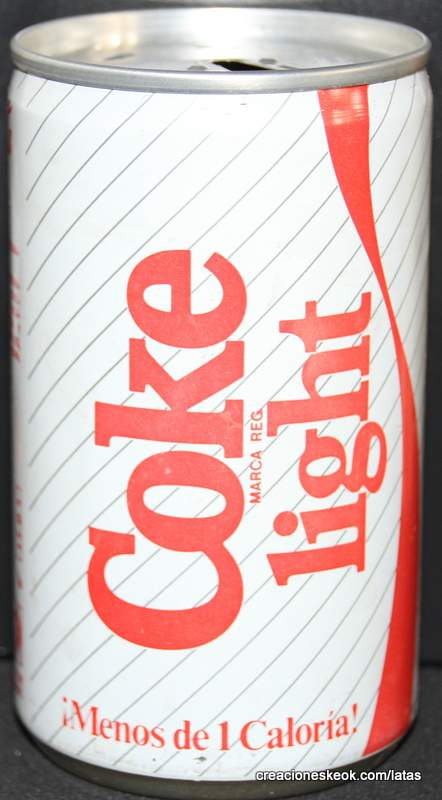 Coke
MARCA REG.
light
¡Menos de 1 Caloría!
creacioneskeok.com/latas